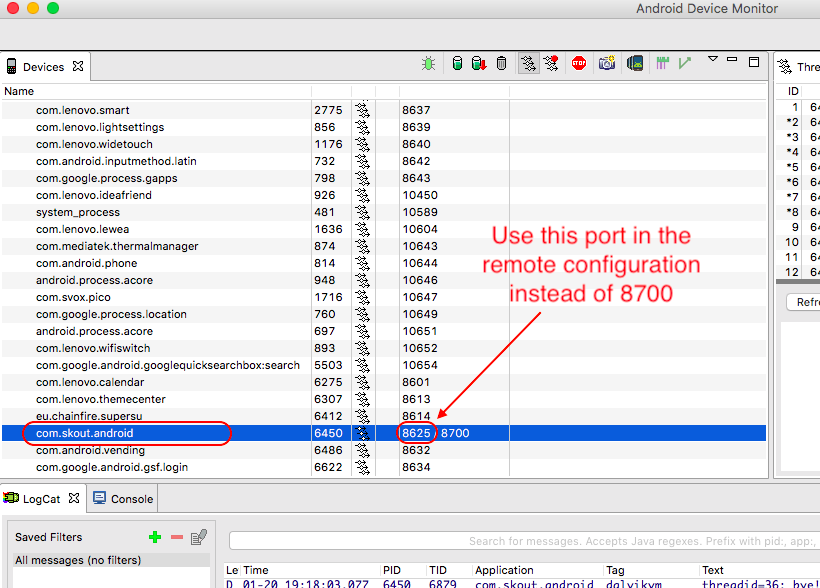 Android Device Monitor
Devices
Name
com.lenovo.smart 2775 8637
com.lenovo.lightsettings 856 8639
com.lenovo.widetouch 1176 8640
com.android.inputmethod.latin 732 8642
com.google.process.gapps 798 8643
com.lenovo.ideafriend 926 10450
system_process 481 10589
com.lenovo.lewea 1636 10604
com.mediatek.thermalmanager 874 10643
com.android.phone 814 10644
android.process.acore 948 10646
com.svox.pico 1716 10647
com.google.process.location 760 10649
android.process.acore 697 10651
com.lenovo.wifiswitch 893 10652
com.google.android.googlequicksearchbox:search 5503 10654
com.lenovo.calendar 6275 8601
com.lenovo.themecenter 6307 8613
eu.chainfire.supersu 6412 8614
com.skout.android 6450 8625 8700
com.android.vending 6486 8632
com.google.android.gsf.login 6622 8634
STOP
Use this port in the
remote configuration
instead of 8700
Thre
ID
1 64
*2 64
*3 64
*4 64
*5 64
*6 64
*7 64
*8 64
9 64
10 64
11 64
12 64
Refre
LogCat Console
Saved Filters
All messages (no filters)
Search for messages. Accepts Java regexes. Prefix with pid:, app:,
Le Time PID TID Application Tag Text
D 01-20 19:18:03.077 6450 6879 com.skout.android dalvikvm threadid=36: bye!